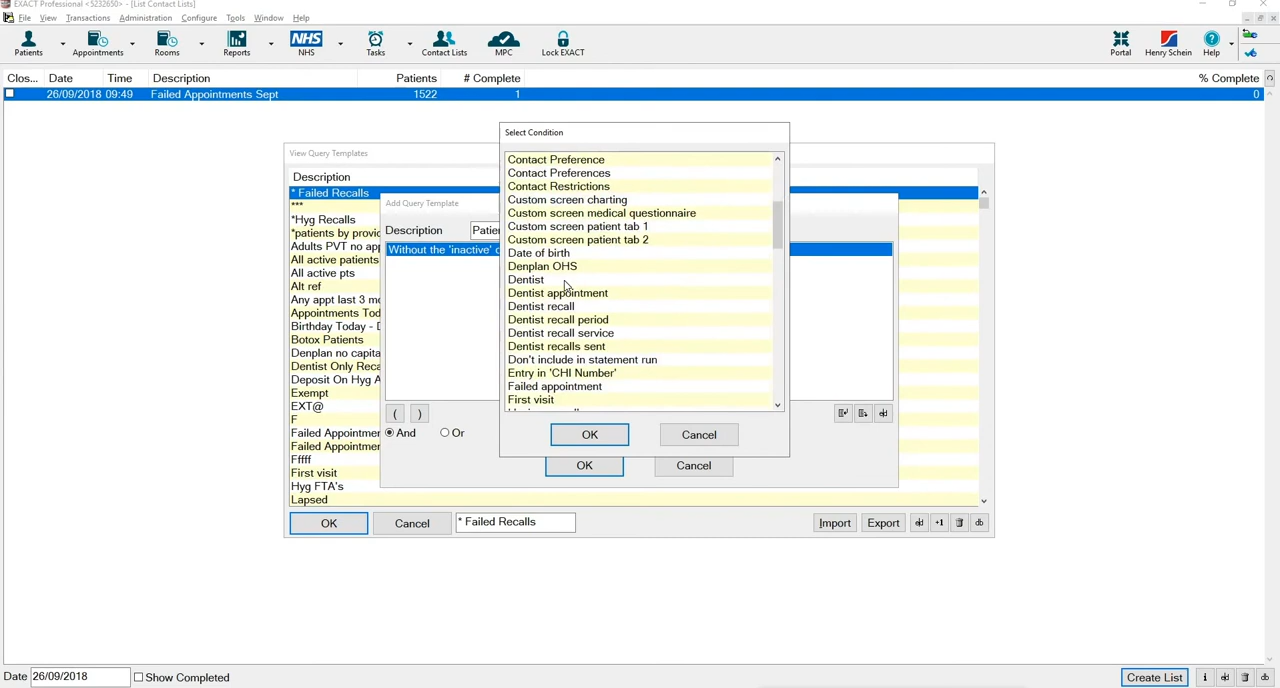 EXACT Professional <5232650> - [List Contact Lists]
File View Transactions Administration Configure Tools Window Help
Patients Appointments Rooms Reports NHS NHS Tasks Contact Lists MPC Lock EXACT Portal Henry Schein Help
Clos... Date Time Description Patients # Complete % Complete
26/09/2018 09:49 Failed Appointments Sept 1522 1 0
Select Condition
Contact Preference
Contact Preferences
Contact Restrictions
Custom screen charting
Custom screen medical questionnaire
Custom screen patient tab 1
Custom screen patient tab 2
Date of birth
Denplan OHS
Dentist
Dentist appointment
Dentist recall
Dentist recall period
Dentist recall service
Dentist recalls sent
Don't include in statement run
Entry in 'CHI Number'
Failed appointment
First visit
OK Cancel
View Query Templates
Description
* Failed Recalls
***
*Hyg Recalls
*patients by provi
Adults PVT no ap
All active patients
All active pts
Alt ref
Any appt last 3 m
Appointments Tod
Birthday Today -
Botox Patients
Denplan no capita
Dentist Only Reca
Deposit On Hyg A
Exempt
EXT@
F
Failed Appointmer
Failed Appointmer
Fffff
First visit
Hyg FTA's
Lapsed
Add Query Template
Description Patie
Without the 'inactive'
( )
And Or
OK Cancel
OK Cancel * Failed Recalls Import Export +1
Date 26/09/2018 Show Completed Create List